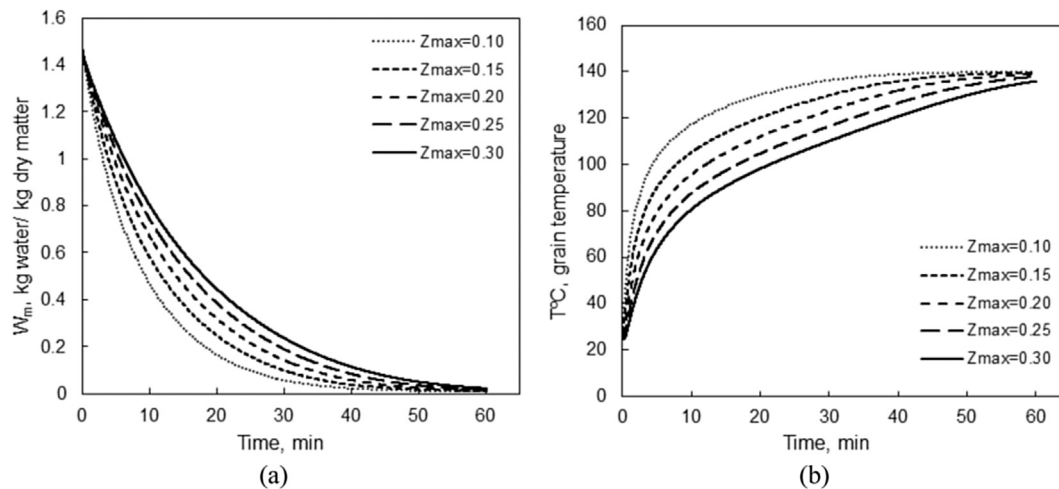 1.6
1.4
1.2
1
0.8
0.6
0.4
0.2
0
Wₘ, kg water/ kg dry matter
Zmax=0.10
Zmax=0.15
Zmax=0.20
Zmax=0.25
Zmax=0.30
0 10 20 30 40 50 60
Time, min
(a)
160
140
120
100
80
60
40
20
0
TºC, grain temperature
Zmax=0.10
Zmax=0.15
Zmax=0.20
Zmax=0.25
Zmax=0.30
0 10 20 30 40 50 60
Time, min
(b)